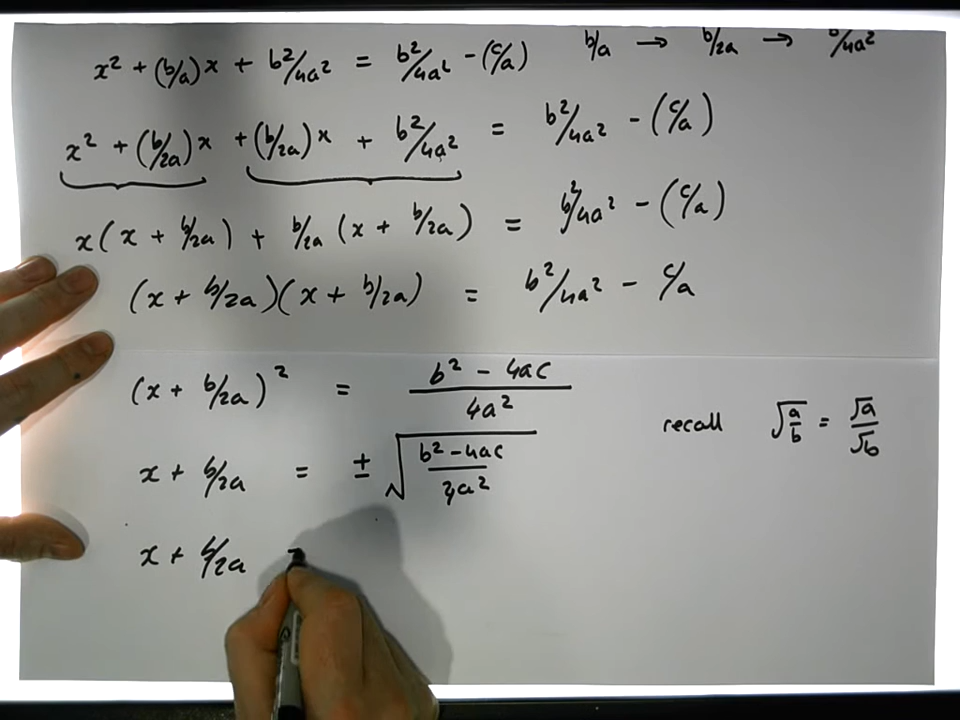 x² + (b/a)x + b²/4a² = b²/4a² - (c/a) b/a → b/2a → b²/4a²
x² + (b/2a)x + (b/2a)x + b²/4a² = b²/4a² - (c/a)
x(x + b/2a) + b/2a (x + b/2a) = b²/4a² - (c/a)
(x + b/2a)(x + b/2a) = b²/4a² - c/a
(x + b/2a)² = (b² - 4ac)/4a²
recall √(a/b) = √a/√b
x + b/2a = ± √((b² - 4ac)/4a²)
x + b/2a